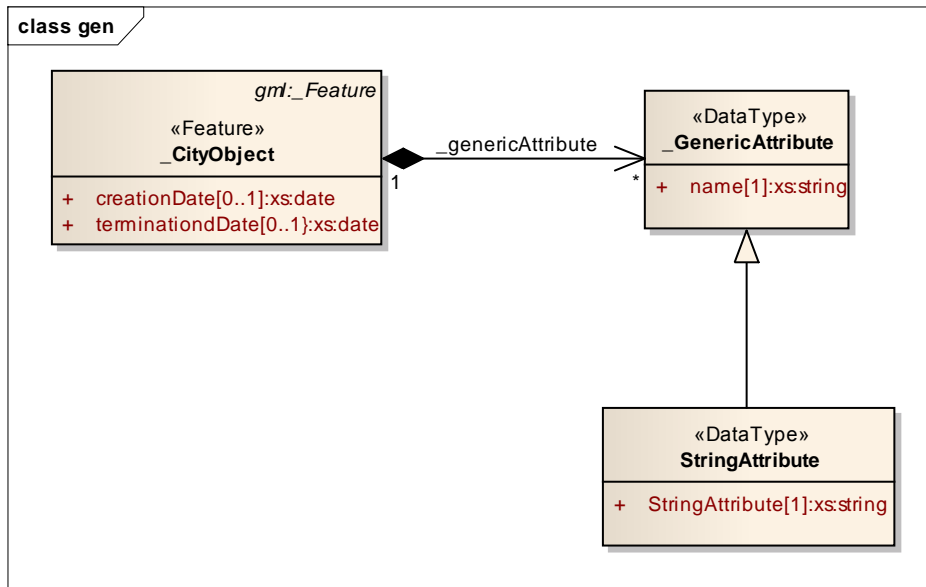 class gen
gml:_Feature
«Feature»
_CityObject
+ creationDate[0..1]:xs:date
+ terminationdDate[0..1}:xs:date
_genericAttribute
1
*
«DataType»
_GenericAttribute
+ name[1]:xs:string
«DataType»
StringAttribute
+ StringAttribute[1]:xs:string